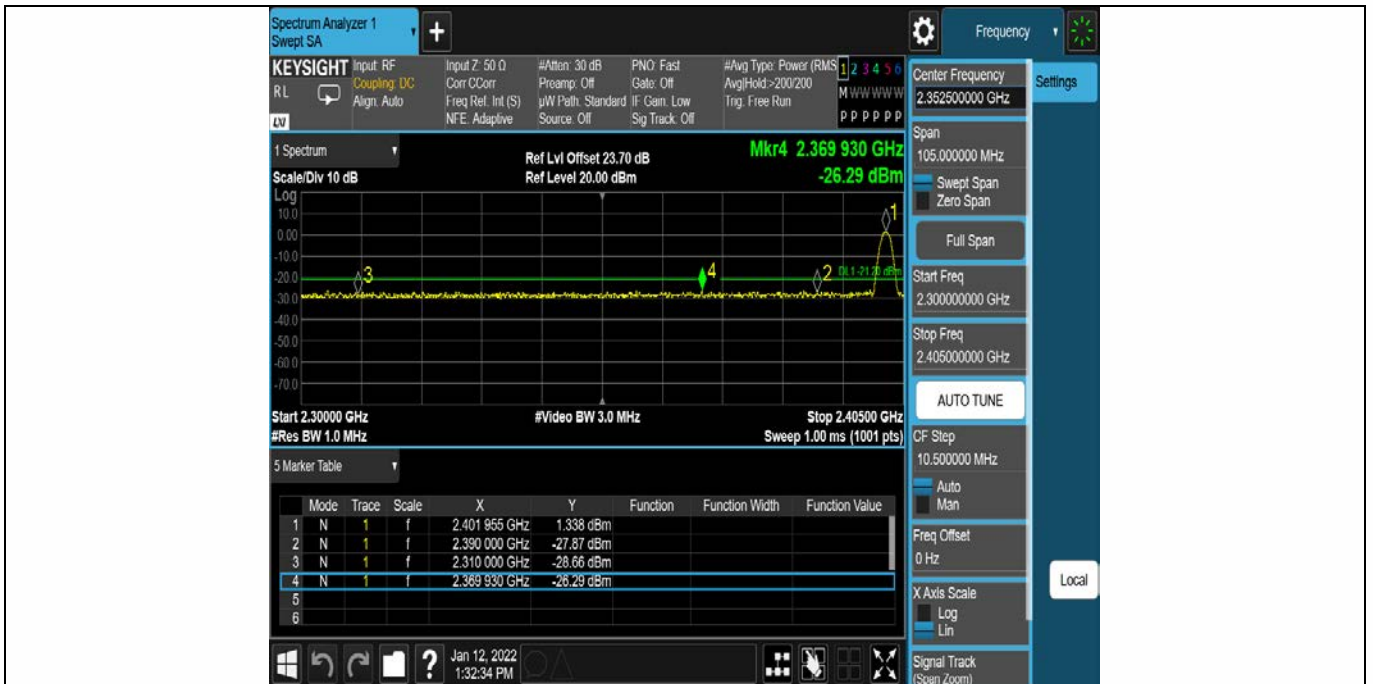 Spectrum Analyzer 1
Swept SA
+
Frequency
KEYSIGHT
RL
LV
Input: RF
Coupling: DC
Align: Auto
Input Z: 50 Ω
Corr CCorr
Freq Ref: Int (S)
NFE: Adaptive
#Atten: 30 dB
Preamp: Off
µW Path: Standard
Source: Off
PNO: Fast
Gate: Off
IF Gain: Low
Sig Track: Off
#Avg Type: Power (RMS
Avg|Hold:>200/200
Trig: Free Run
1 2 3 4 5 6
M W W W W W
P P P P P P
1 Spectrum
Scale/Div 10 dB
Ref Lvl Offset 23.70 dB
Ref Level 20.00 dBm
Mkr4 2.369 930 GHz
-26.29 dBm
Log
10.0
0.00
-10.0
-20.0
-30.0
-40.0
-50.0
-60.0
-70.0
1
3
4
2
DL1 -21.20 dBm
Start 2.30000 GHz
#Video BW 3.0 MHz
Stop 2.40500 GHz
#Res BW 1.0 MHz
Sweep 1.00 ms (1001 pts)
5 Marker Table
Mode Trace Scale X Y Function Function Width Function Value
1 N 1 f 2.401 955 GHz 1.338 dBm
2 N 1 f 2.390 000 GHz -27.87 dBm
3 N 1 f 2.310 000 GHz -28.66 dBm
4 N 1 f 2.369 930 GHz -26.29 dBm
5
6
?
Jan 12, 2022
1:32:34 PM
Center Frequency
2.352500000 GHz
Settings
Span
105.000000 MHz
Swept Span
Zero Span
Full Span
Start Freq
2.300000000 GHz
Stop Freq
2.405000000 GHz
AUTO TUNE
CF Step
10.500000 MHz
Auto
Man
Freq Offset
0 Hz
X Axis Scale
Log
Lin
Local
Signal Track
(Span Zoom)